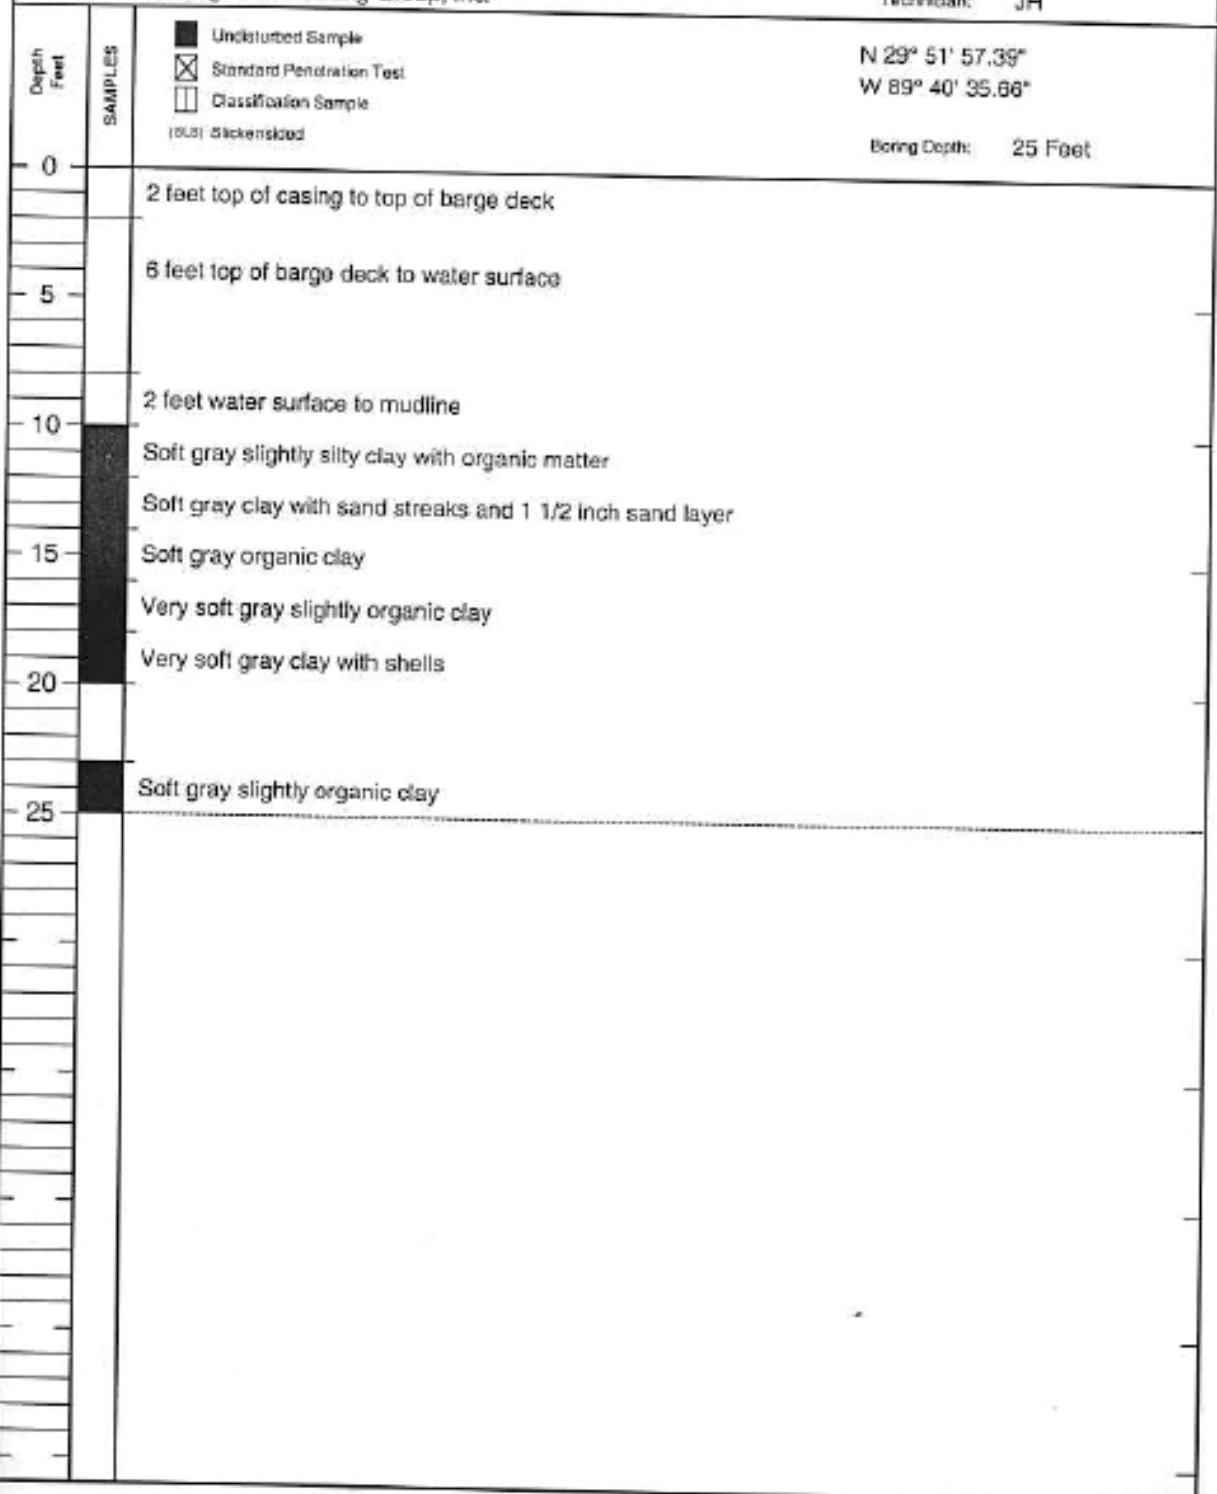 Technician: JH
Depth
Feet
SAMPLES
Undisturbed Sample
Standard Penetration Test
Classification Sample
(SLS) Slickensided
N 29° 51' 57.39"
W 89° 40' 35.66"
Boring Depth: 25 Feet
0
2 feet top of casing to top of barge deck
6 feet top of barge deck to water surface
5
2 feet water surface to mudline
10
Soft gray slightly silty clay with organic matter
Soft gray clay with sand streaks and 1 1/2 inch sand layer
15
Soft gray organic clay
Very soft gray slightly organic clay
Very soft gray clay with shells
20
Soft gray slightly organic clay
25